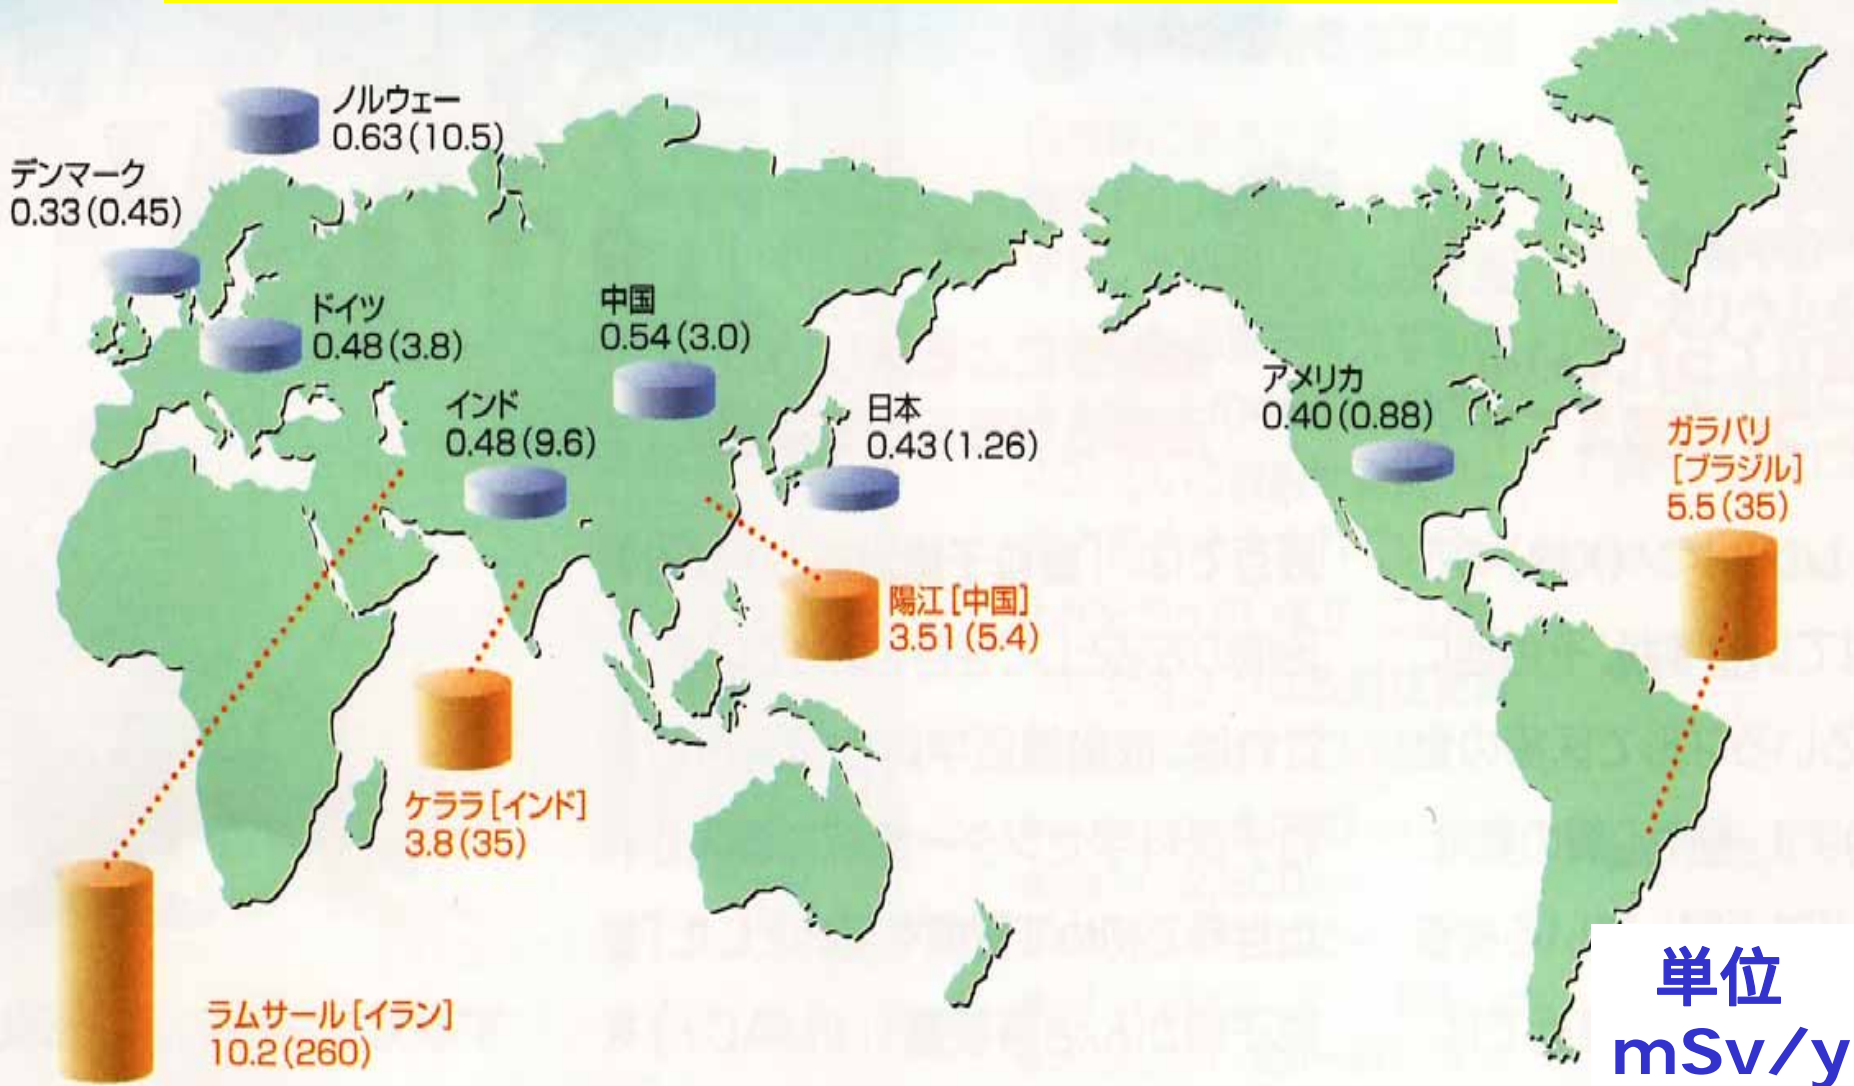 ノルウェー
0.63(10.5)
デンマーク
0.33(0.45)
ドイツ
0.48(3.8)
中国
0.54(3.0)
インド
0.48(9.6)
日本
0.43(1.26)
アメリカ
0.40(0.88)
ガラパリ
[ブラジル]
5.5(35)
陽江[中国]
3.51(5.4)
ケララ[インド]
3.8(35)
ラムサール[イラン]
10.2(260)
単位
mSv/y